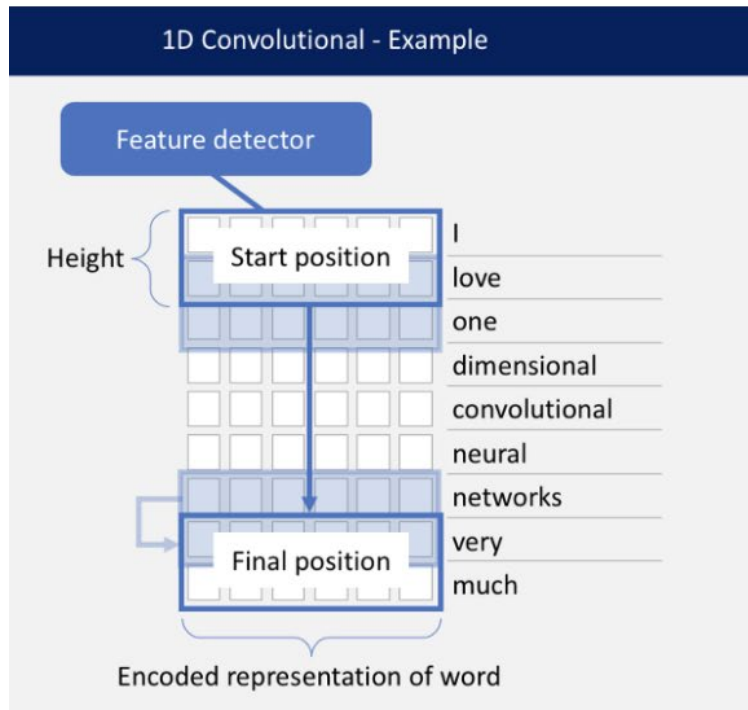 1D Convolutional - Example
Feature detector
Height
Start position
I
love
one
dimensional
convolutional
neural
networks
very
Final position
much
Encoded representation of word